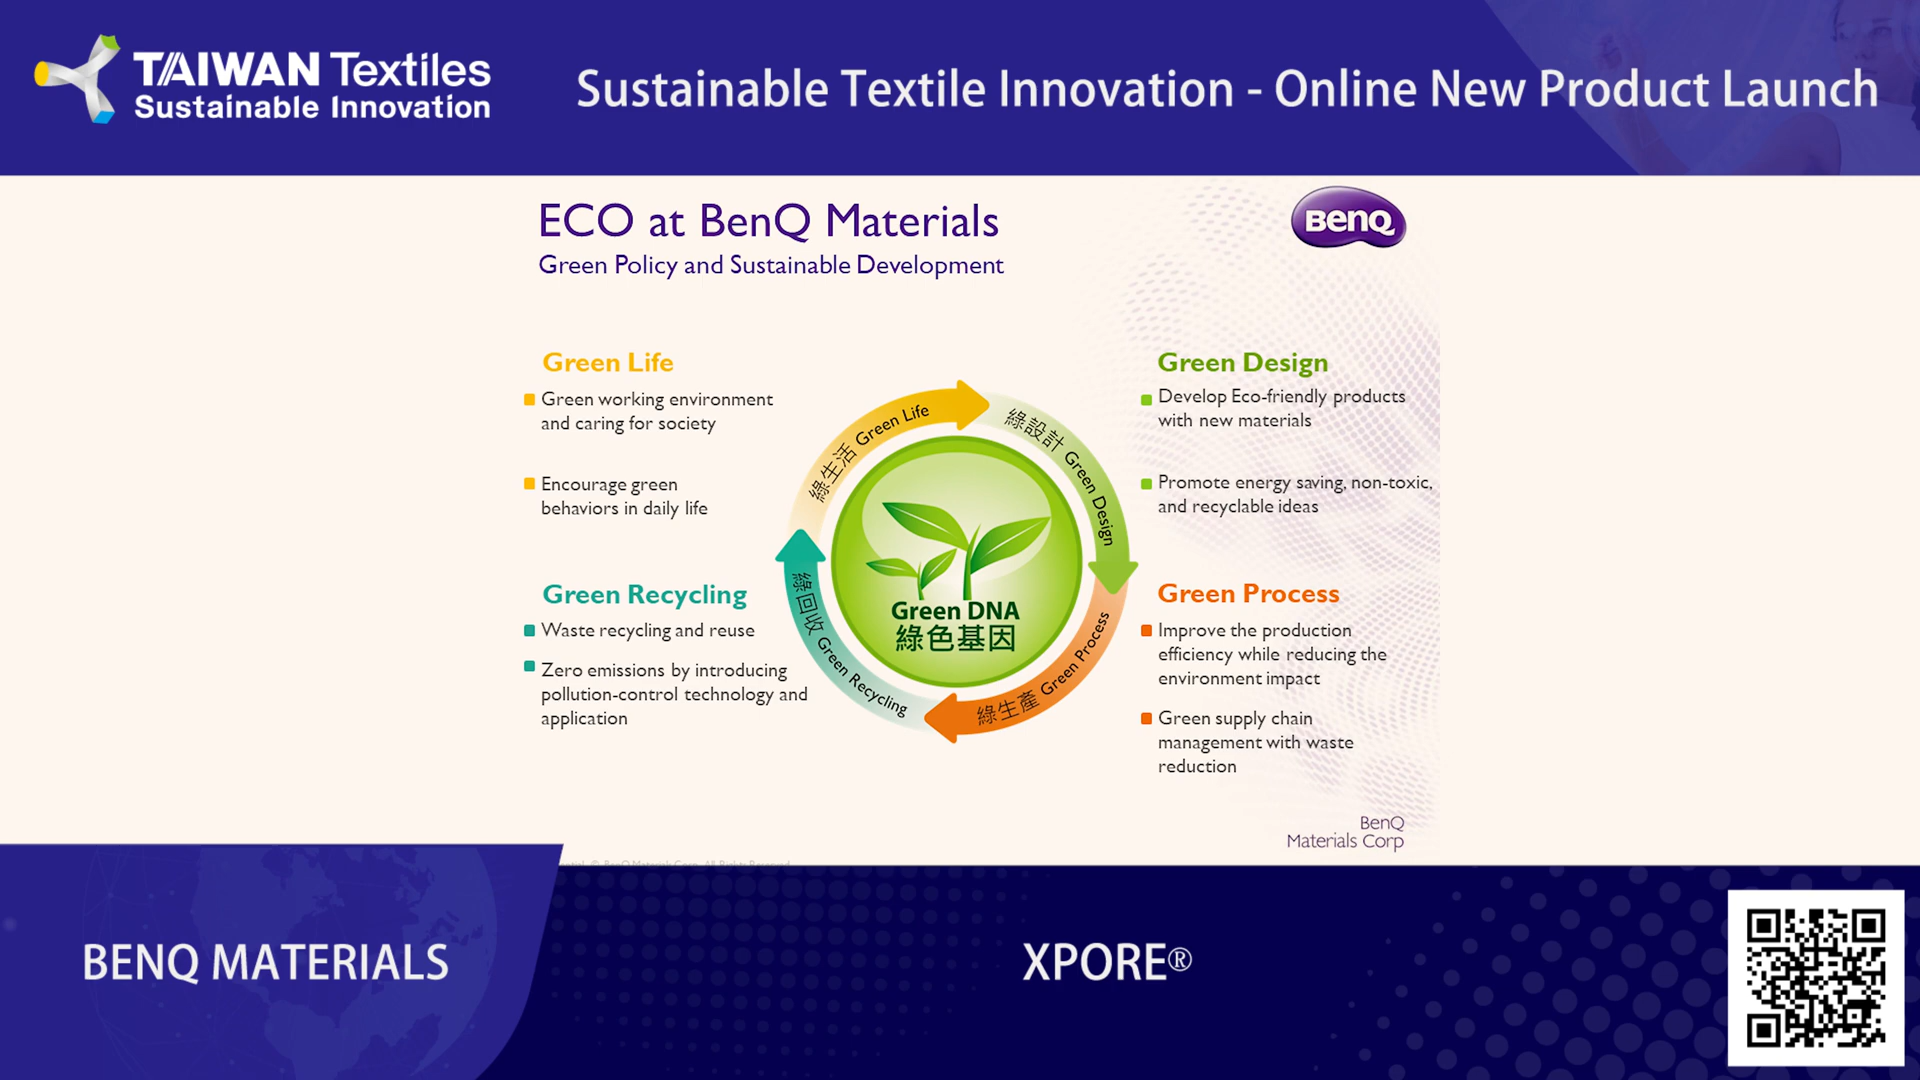 TAIWAN Textiles
Sustainable Innovation
Sustainable Textile Innovation - Online New Product Launch
ECO at BenQ Materials
Green Policy and Sustainable Development
BenQ
Green Life
Green working environment
and caring for society
Encourage green
behaviors in daily life
Green Recycling
Waste recycling and reuse
Zero emissions by introducing
pollution-control technology and
application
綠生活 Green Life
綠設計 Green Design
綠生產 Green Process
綠回收 Green Recycling
Green DNA
綠色基因
Green Design
Develop Eco-friendly products
with new materials
Promote energy saving, non-toxic,
and recyclable ideas
Green Process
Improve the production
efficiency while reducing the
environment impact
Green supply chain
management with waste
reduction
BenQ
Materials Corp
© BenQ Materials Corp. All Rights Reserved
BENQ MATERIALS
XPORE®